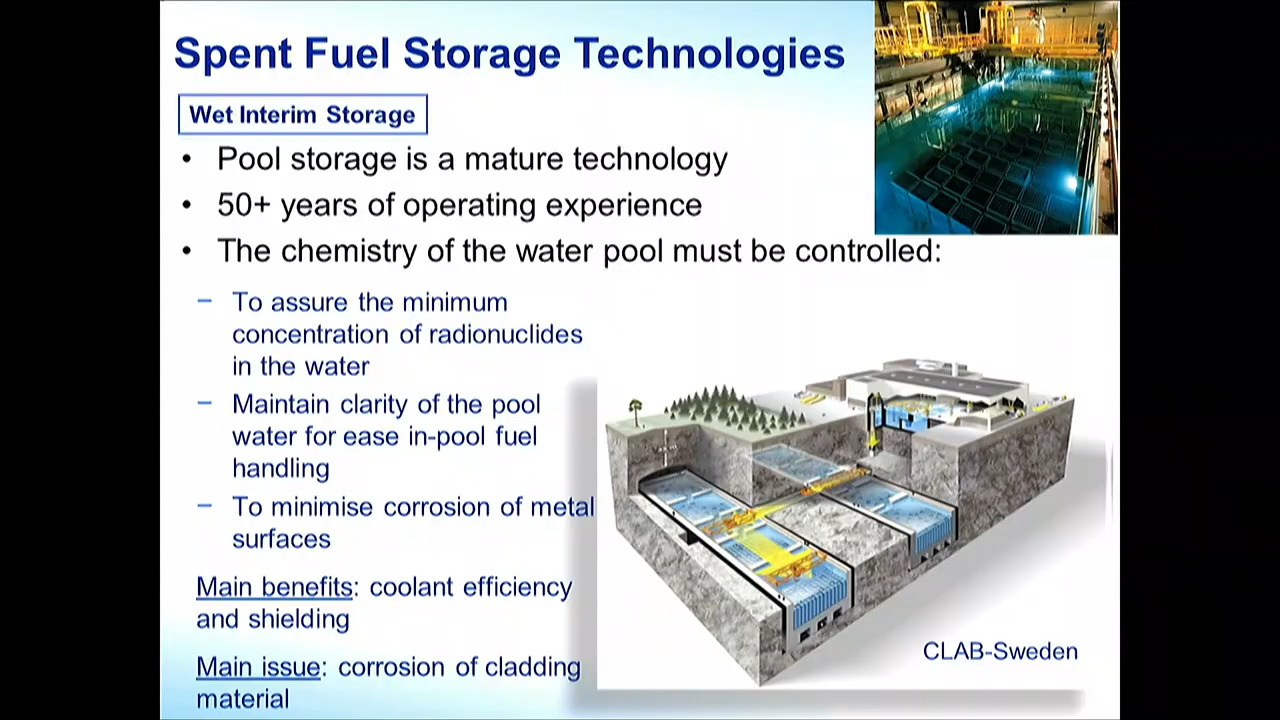 Spent Fuel Storage Technologies
Wet Interim Storage
• Pool storage is a mature technology
• 50+ years of operating experience
• The chemistry of the water pool must be controlled:
– To assure the minimum
concentration of radionuclides
in the water
– Maintain clarity of the pool
water for ease in-pool fuel
handling
– To minimise corrosion of metal
surfaces
Main benefits: coolant efficiency
and shielding
Main issue: corrosion of cladding
material
CLAB-Sweden